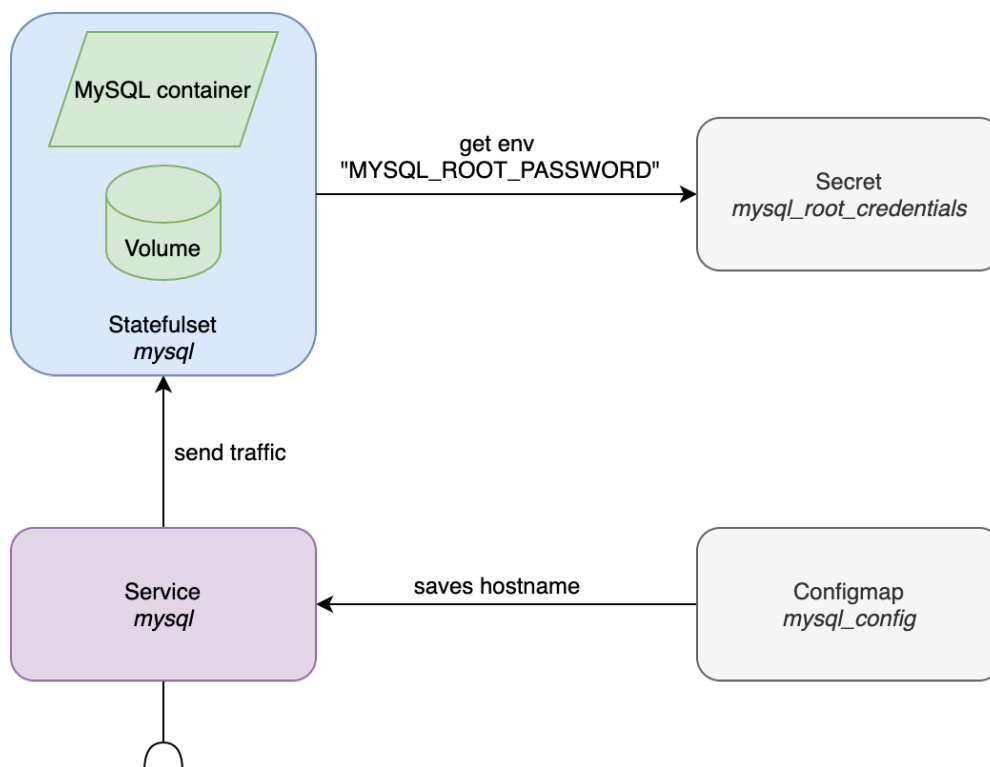 MySQL container
Volume
Statefulset
mysql
get env
"MYSQL_ROOT_PASSWORD"
Secret
mysql_root_credentials
send traffic
Service
mysql
saves hostname
Configmap
mysql_config